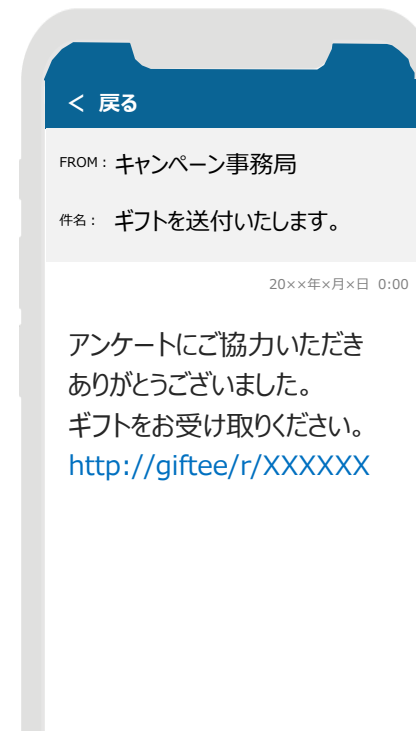 < 戻る
FROM： キャンペーン事務局
件名： ギフトを送付いたします。
20××年×月×日 0:00
アンケートにご協力いただき
ありがとうございました。
ギフトをお受け取りください。
http://giftee/r/XXXXXX